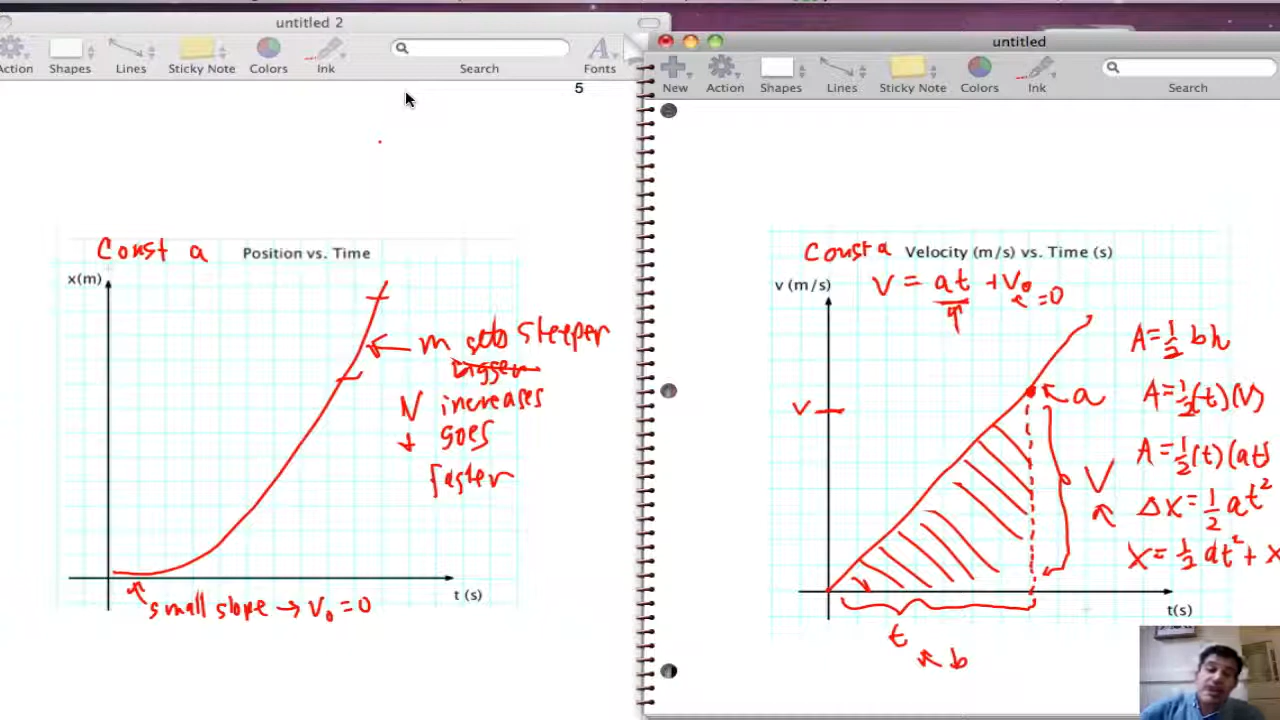 untitled 2
Action Shapes Lines Sticky Note Colors Ink Search Fonts
5
Const a Position vs. Time
x(m)
m gets steeper
bigger
V increases
↓ goes
faster
small slope → V₀ = 0
t (s)
untitled
New Action Shapes Lines Sticky Note Colors Ink Search
Const a Velocity (m/s) vs. Time (s)
v (m/s)
V = at + V₀
= 0
A = ½ bh
a
A = ½ (t)(V)
V
A = ½ (t)(at)
V
Δx = ½ at²
X = ½ at² + X
t(s)
t
b